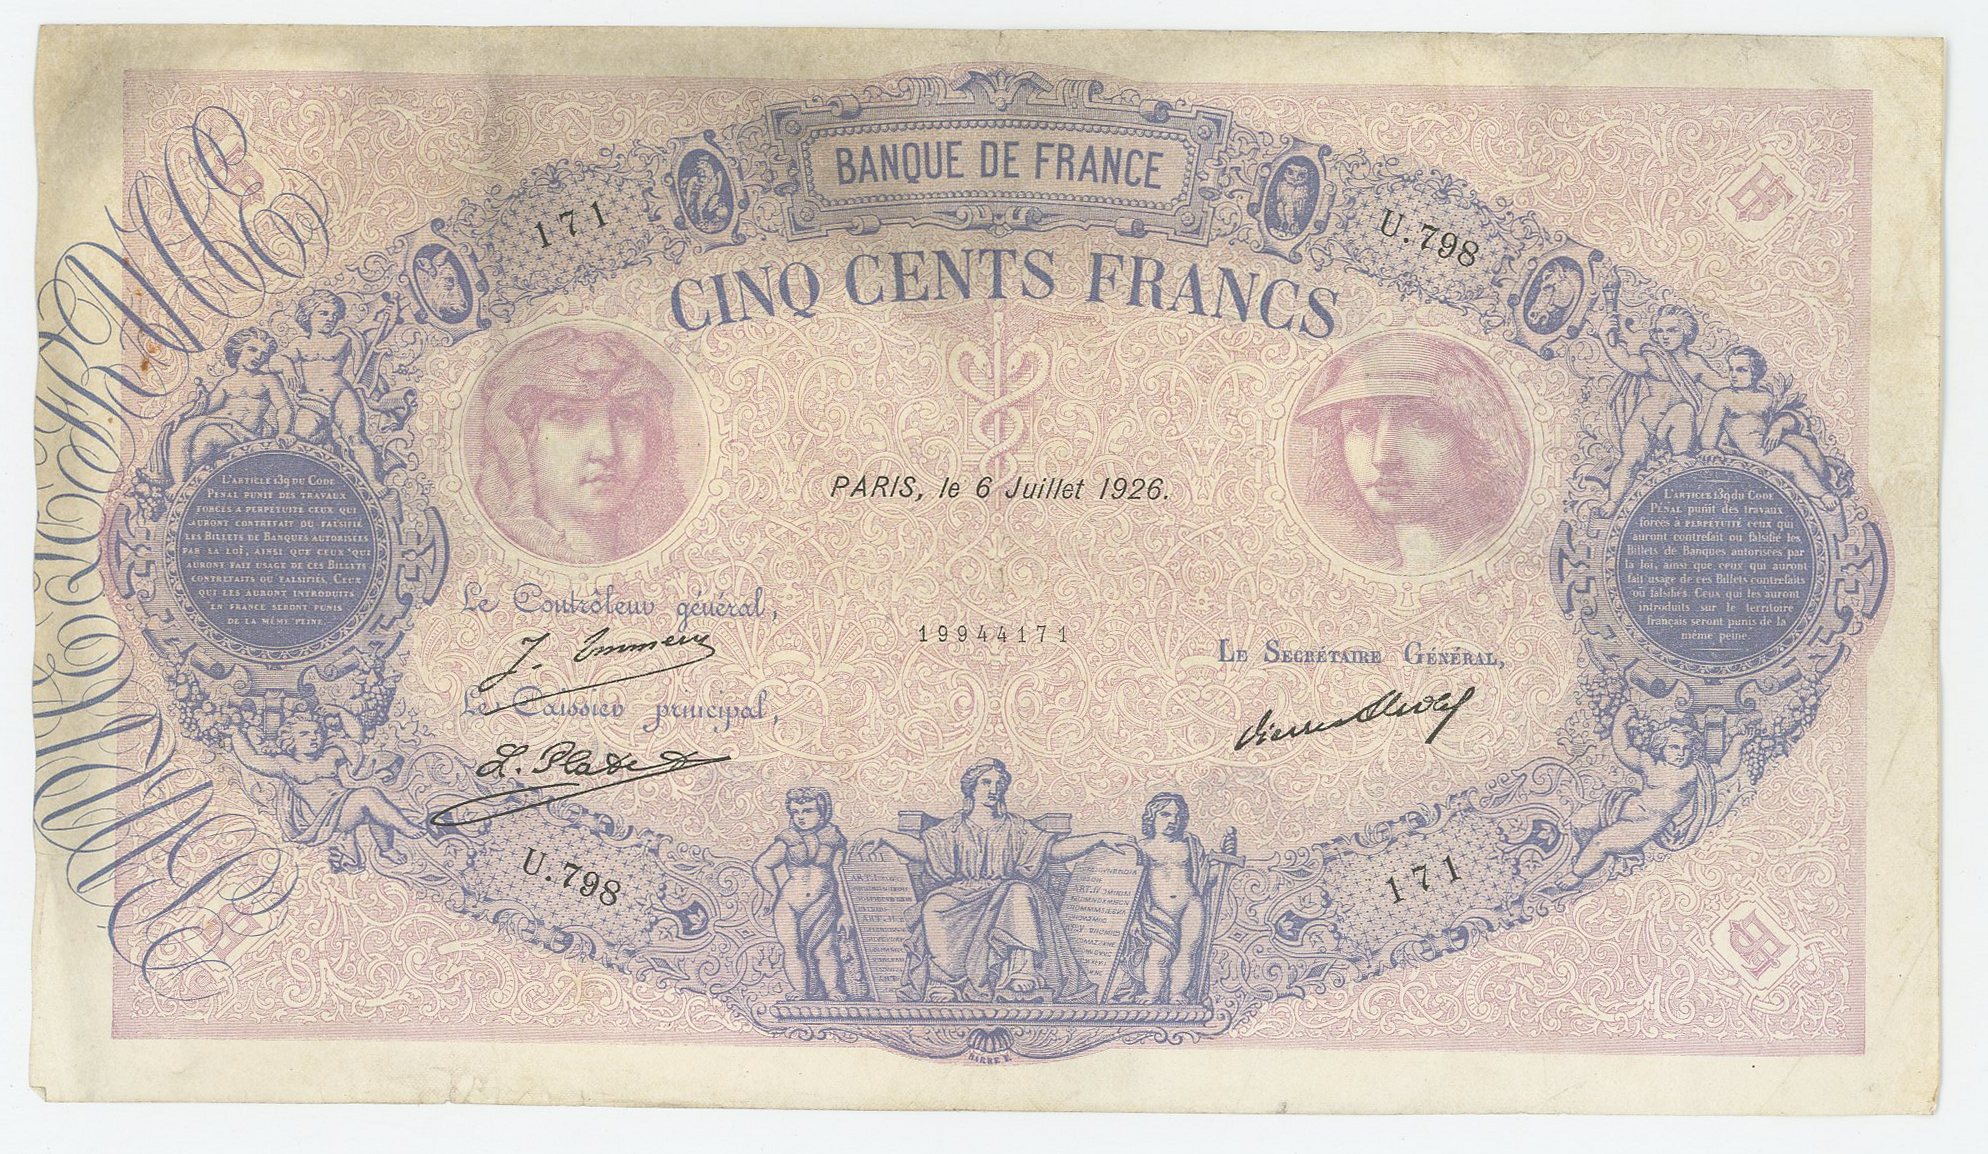 BANQUE DE FRANCE
171
U.798
CINQ CENTS FRANCS
PARIS, le 6 Juillet 1926.
L'ARTICLE 139 DU CODE
PÉNAL PUNIT DES TRAVAUX
FORCÉS A PERPÉTUITÉ CEUX QUI
AURONT CONTREFAIT OU FALSIFIÉ
LES BILLETS DE BANQUES AUTORISÉES
PAR LA LOI, AINSI QUE CEUX QUI
AURONT FAIT USAGE DE CES BILLETS
CONTREFAITS OU FALSIFIÉS. CEUX
QUI LES AURONT INTRODUITS
EN FRANCE SERONT PUNIS
DE LA MÊME PEINE.
L'ARTICLE 139 DU CODE
PÉNAL punit des travaux
forcés à PERPÉTUITÉ ceux qui
auront contrefait ou falsifié les
Billets de Banques autorisées par
la loi, ainsi que ceux qui auront
fait usage de ces Billets contrefaits
ou falsifiés. Ceux qui les auront
introduits sur le territoire
français seront punis de la
même peine.
Le Contrôleur général,
J. Emmery
19944171
LE SECRÉTAIRE GÉNÉRAL,
Le Caissier principal,
L. Platet
U.798
171
LOI
BARRE E.